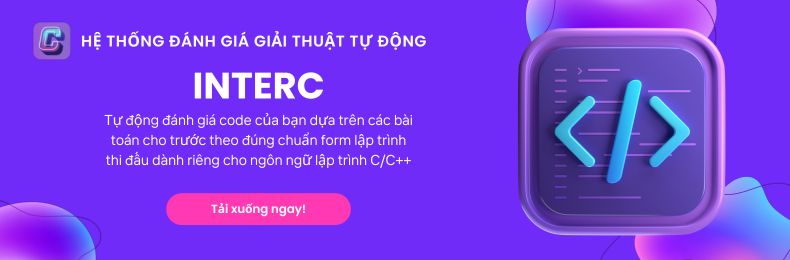 HỆ THỐNG ĐÁNH GIÁ GIẢI THUẬT TỰ ĐỘNG
INTERC
Tự động đánh giá code của bạn dựa trên các bài
toán cho trước theo đúng chuẩn form lập trình
thi đấu dành riêng cho ngôn ngữ lập trình C/C++
Tải xuống ngay!